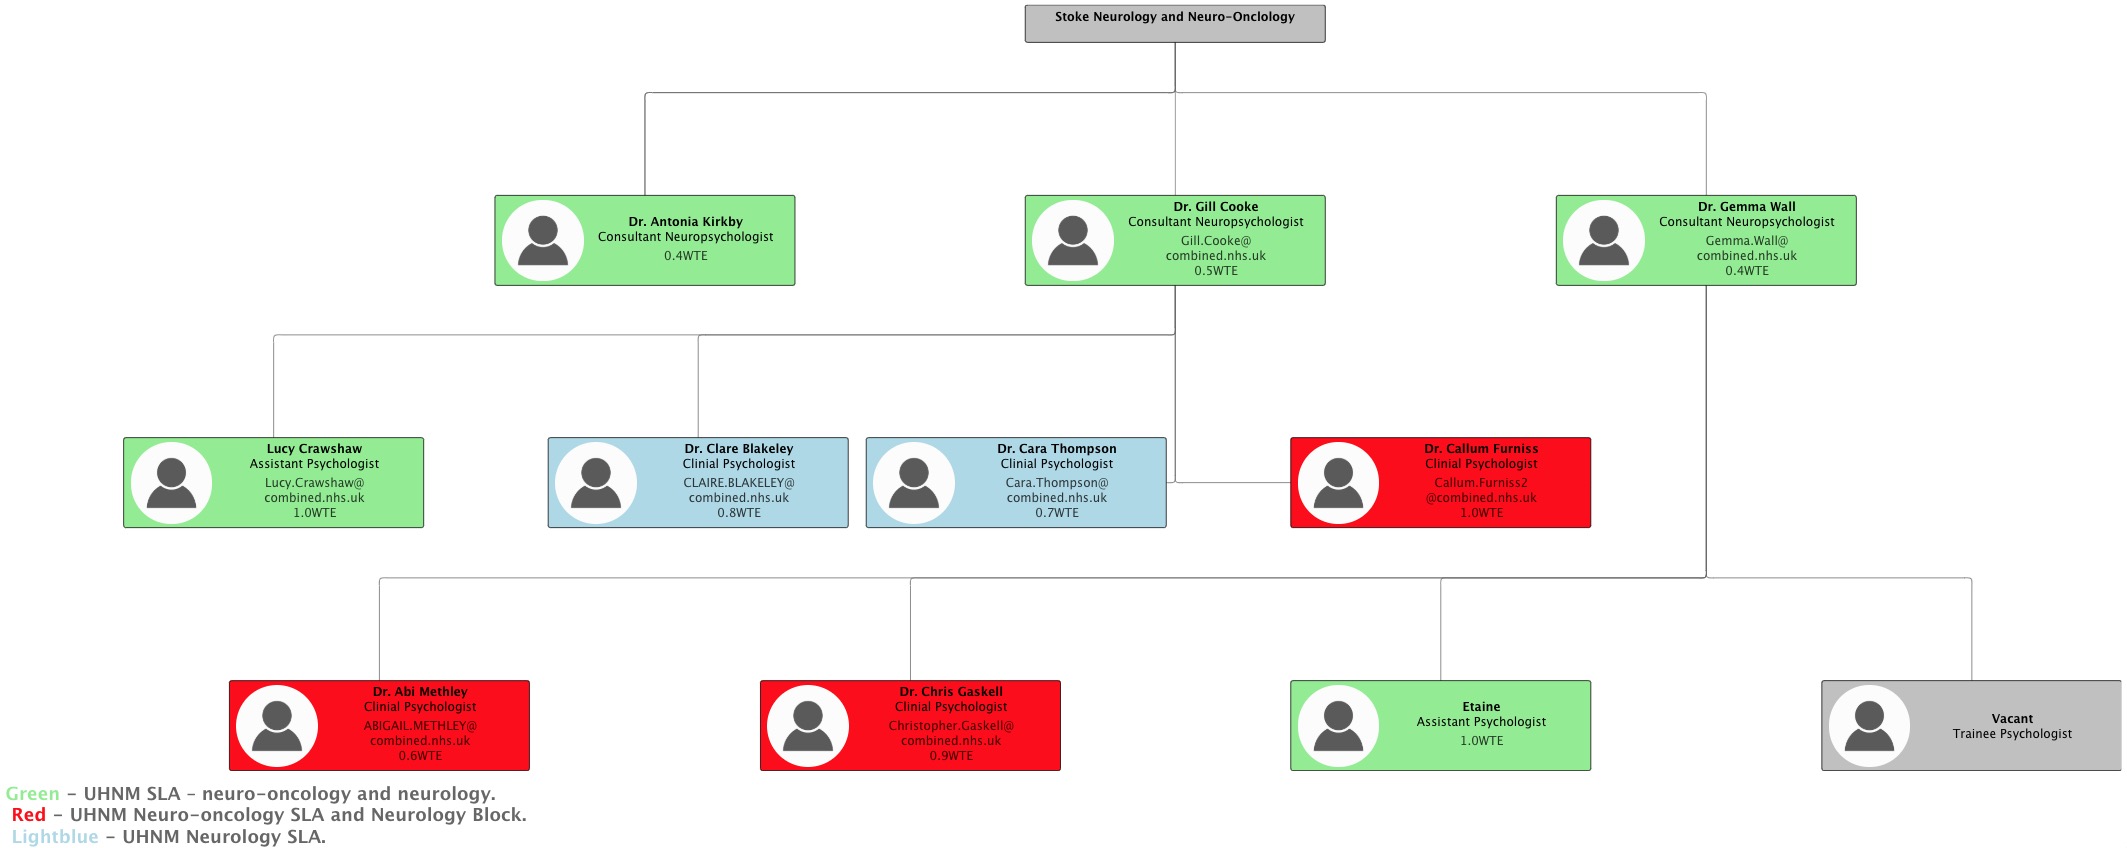 Stoke Neurology and Neuro-Onclology
Dr. Antonia Kirkby
Consultant Neuropsychologist
0.4WTE
Dr. Gill Cooke
Consultant Neuropsychologist
Gill.Cooke@
combined.nhs.uk
0.5WTE
Dr. Gemma Wall
Consultant Neuropsychologist
Gemma.Wall@
combined.nhs.uk
0.4WTE
Lucy Crawshaw
Assistant Psychologist
Lucy.Crawshaw@
combined.nhs.uk
1.0WTE
Dr. Clare Blakeley
Clinial Psychologist
CLAIRE.BLAKELEY@
combined.nhs.uk
0.8WTE
Dr. Cara Thompson
Clinial Psychologist
Cara.Thompson@
combined.nhs.uk
0.7WTE
Dr. Callum Furniss
Clinial Psychologist
Callum.Furniss2
@combined.nhs.uk
1.0WTE
Dr. Abi Methley
Clinial Psychologist
ABIGAIL.METHLEY@
combined.nhs.uk
0.6WTE
Dr. Chris Gaskell
Clinial Psychologist
Christopher.Gaskell@
combined.nhs.uk
0.9WTE
Etaine
Assistant Psychologist
1.0WTE
Vacant
Trainee Psychologist
Green - UHNM SLA - neuro-oncology and neurology.
Red - UHNM Neuro-oncology SLA and Neurology Block.
Lightblue - UHNM Neurology SLA.